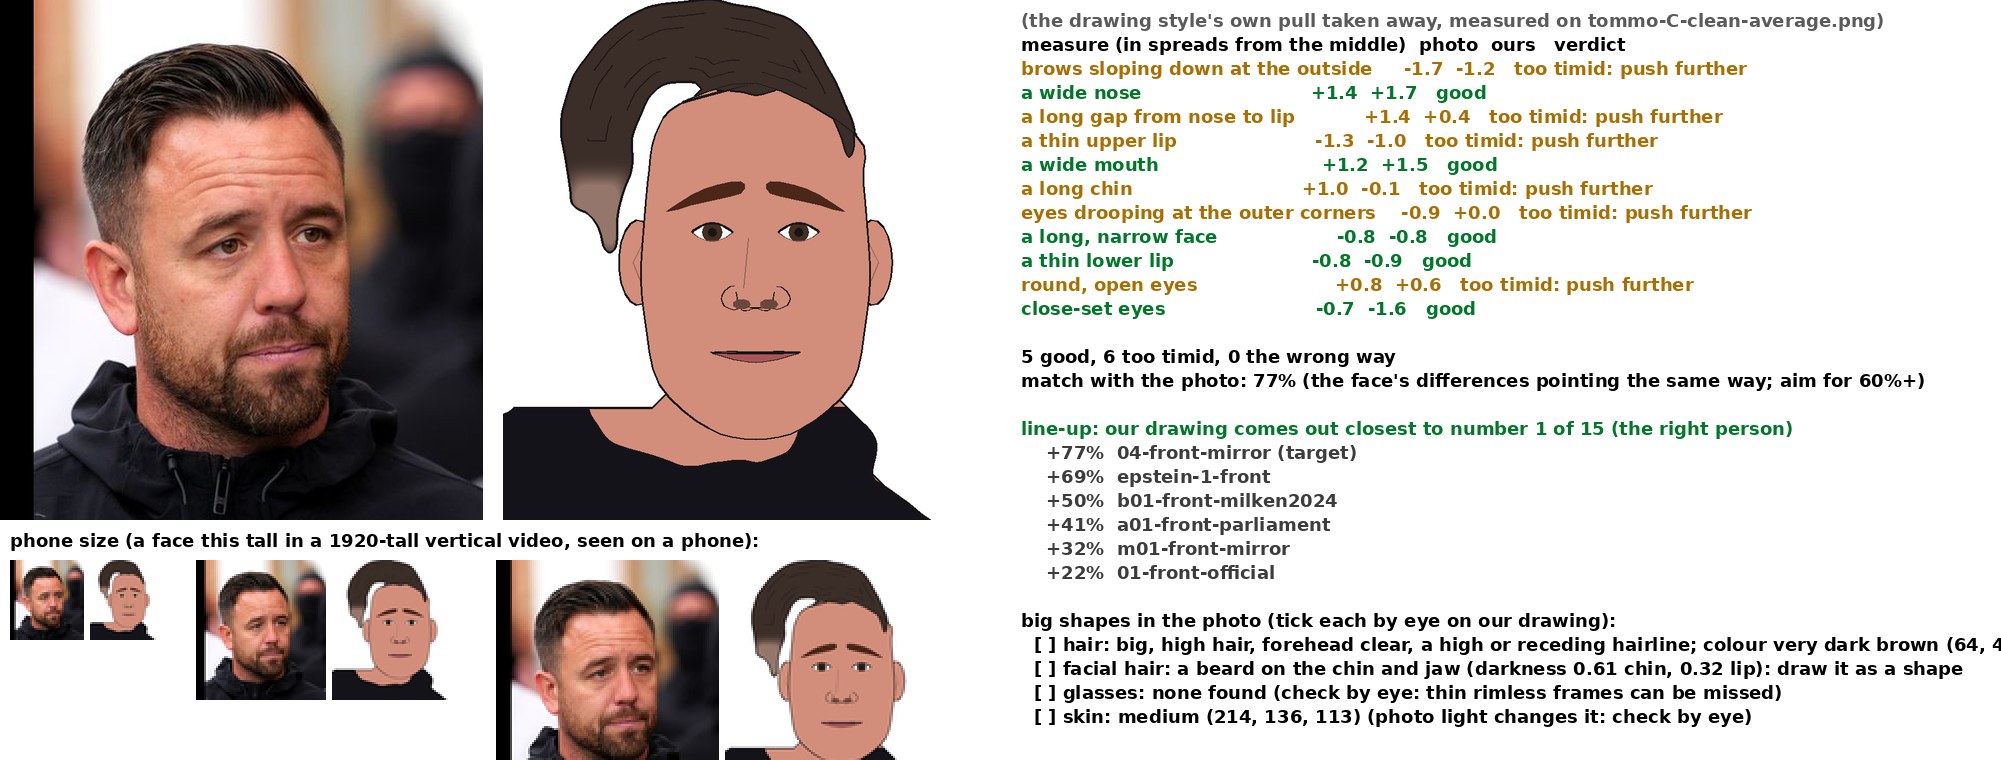 (the drawing style's own pull taken away, measured on tommo-C-clean-average.png)
measure (in spreads from the middle) photo ours verdict
brows sloping down at the outside -1.7 -1.2 too timid: push further
a wide nose +1.4 +1.7 good
a long gap from nose to lip +1.4 +0.4 too timid: push further
a thin upper lip -1.3 -1.0 too timid: push further
a wide mouth +1.2 +1.5 good
a long chin +1.0 -0.1 too timid: push further
eyes drooping at the outer corners -0.9 +0.0 too timid: push further
a long, narrow face -0.8 -0.8 good
a thin lower lip -0.8 -0.9 good
round, open eyes +0.8 +0.6 too timid: push further
close-set eyes -0.7 -1.6 good
5 good, 6 too timid, 0 the wrong way
match with the photo: 77% (the face's differences pointing the same way; aim for 60%+)
line-up: our drawing comes out closest to number 1 of 15 (the right person)
+77% 04-front-mirror (target)
+69% epstein-1-front
+50% b01-front-milken2024
+41% a01-front-parliament
+32% m01-front-mirror
+22% 01-front-official
big shapes in the photo (tick each by eye on our drawing):
[ ] hair: big, high hair, forehead clear, a high or receding hairline; colour very dark brown (64, 4
[ ] facial hair: a beard on the chin and jaw (darkness 0.61 chin, 0.32 lip): draw it as a shape
[ ] glasses: none found (check by eye: thin rimless frames can be missed)
[ ] skin: medium (214, 136, 113) (photo light changes it: check by eye)
phone size (a face this tall in a 1920-tall vertical video, seen on a phone):